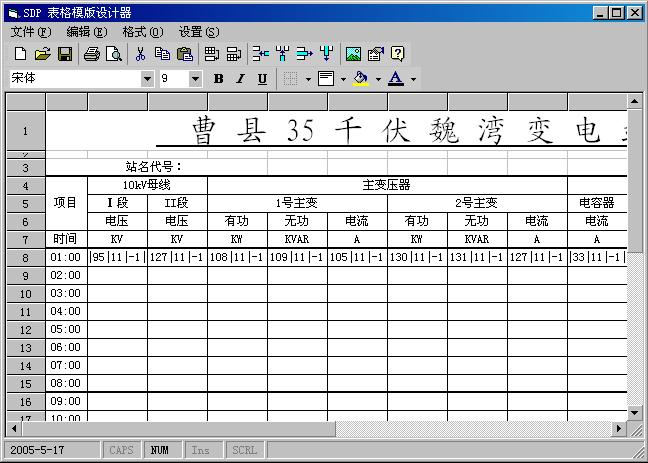 SDP 表格模版设计器
文件(F) 编辑(E) 格式(O) 设置(S)
宋体 9 B I U A
1 曹县35千伏魏湾变电
2
3 站名代号：
4 10kV母线 主变压器
5 项目 I 段 II段 1号主变 2号主变 电容器
6 电压 电压 有功 无功 电流 有功 无功 电流 电流
7 时间 KV KV KW KVAR A KW KVAR A A
8 01:00 |95|11|-1| 127|11|-1 108|11|-1 109|11|-1 105|11|-1 130|11|-1 131|11|-1 127|11|-1 |33|11|-1|
9 02:00
10 03:00
11 04:00
12 05:00
13 06:00
14 07:00
15 08:00
16 09:00
17 10:00
2005-5-17 CAPS NUM Ins SCRL